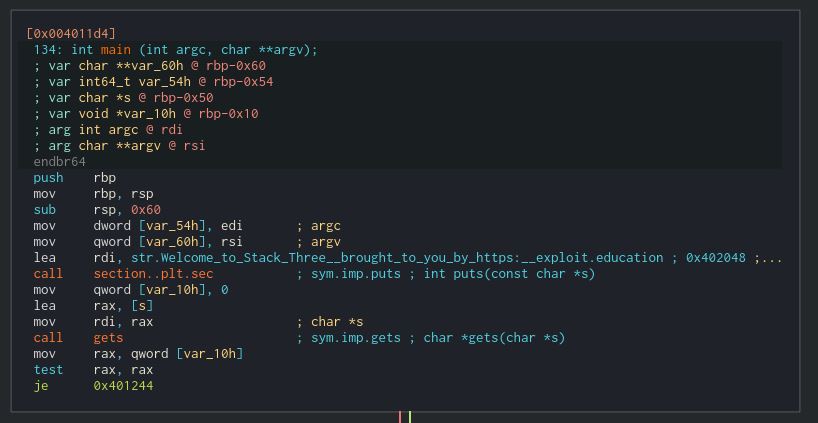 [0x004011d4]
134: int main (int argc, char **argv);
; var char **var_60h @ rbp-0x60
; var int64_t var_54h @ rbp-0x54
; var char *s @ rbp-0x50
; var void *var_10h @ rbp-0x10
; arg int argc @ rdi
; arg char **argv @ rsi
endbr64
push rbp
mov rbp, rsp
sub rsp, 0x60
mov dword [var_54h], edi ; argc
mov qword [var_60h], rsi ; argv
lea rdi, str.Welcome_to_Stack_Three__brought_to_you_by_https:__exploit.education ; 0x402048 ;...
call section..plt.sec ; sym.imp.puts ; int puts(const char *s)
mov qword [var_10h], 0
lea rax, [s]
mov rdi, rax ; char *s
call gets ; sym.imp.gets ; char *gets(char *s)
mov rax, qword [var_10h]
test rax, rax
je 0x401244